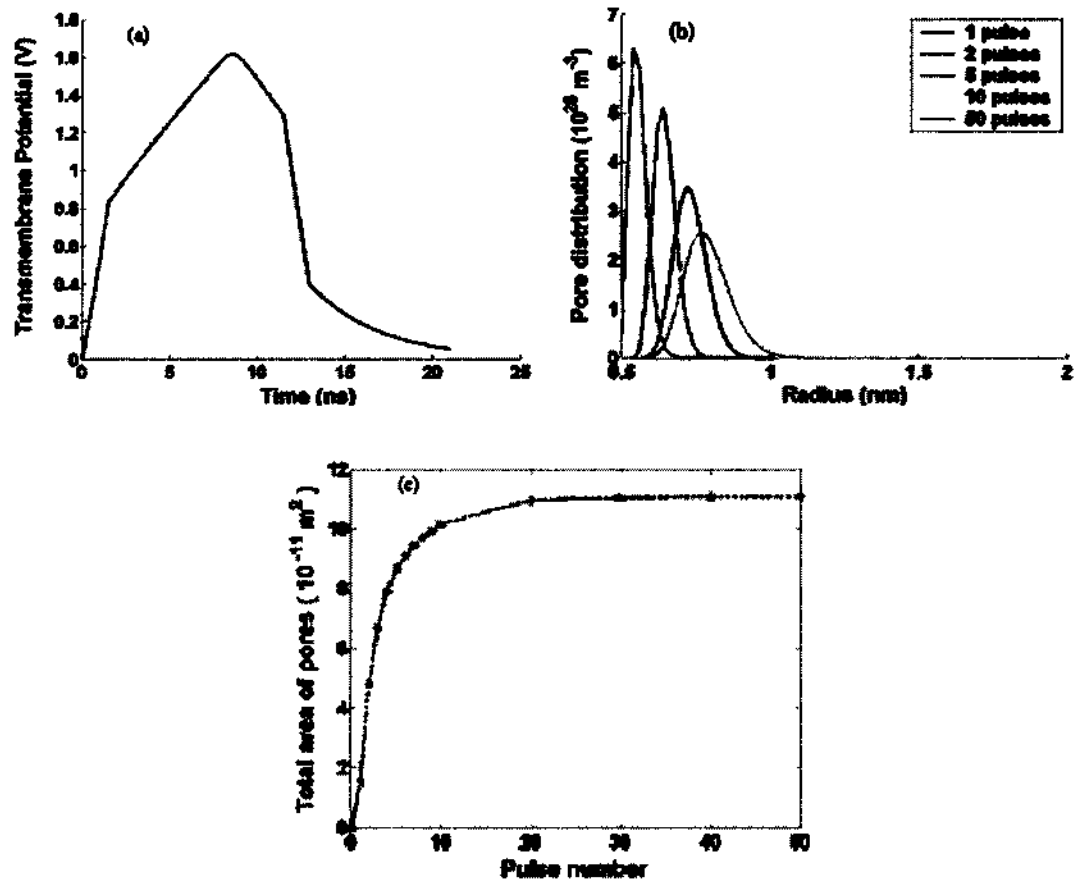 (a)
Transmembrane Potential (V)
1.8
1.6
1.4
1.2
1
0.8
0.6
0.4
0.2
0
0
5
10
15
20
25
Time (ns)
(b)
Pore distribution (10²⁶ m⁻³)
7
6
5
4
3
2
1
0
0.5
1
1.5
2
Radius (nm)
1 pulse
2 pulses
5 pulses
10 pulses
50 pulses
(c)
Total area of pores (10⁻¹¹ m²)
12
10
8
6
4
2
0
0
10
20
30
40
50
Pulse number